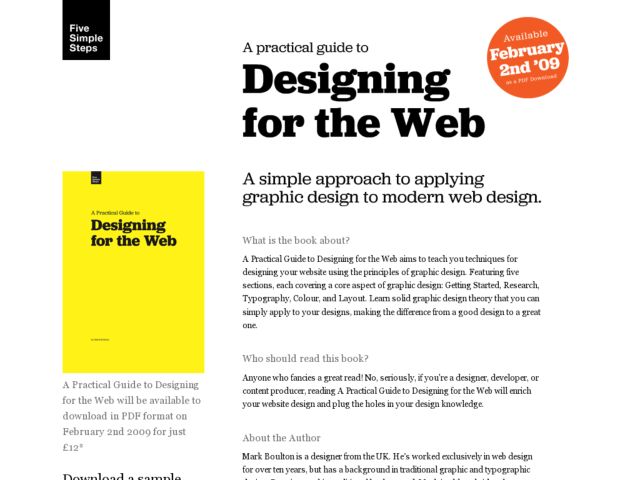 Five
Simple
Steps
A practical guide to
Designing
for the Web
Available
February
2nd '09
as a PDF Download
A simple approach to applying
graphic design to modern web design.
A Practical Guide to
Designing
for the Web
A Practical Guide to Designing
for the Web will be available to
download in PDF format on
February 2nd 2009 for just
£12*
Download a sample
What is the book about?
A Practical Guide to Designing for the Web aims to teach you techniques for
designing your website using the principles of graphic design. Featuring five
sections, each covering a core aspect of graphic design: Getting Started, Research,
Typography, Colour, and Layout. Learn solid graphic design theory that you can
simply apply to your designs, making the difference from a good design to a great
one.
Who should read this book?
Anyone who fancies a great read! No, seriously, if you're a designer, developer, or
content producer, reading A Practical Guide to Designing for the Web will enrich
your website design and plug the holes in your design knowledge.
About the Author
Mark Boulton is a designer from the UK. He's worked exclusively in web design
for over ten years, but has a background in traditional graphic and typographic